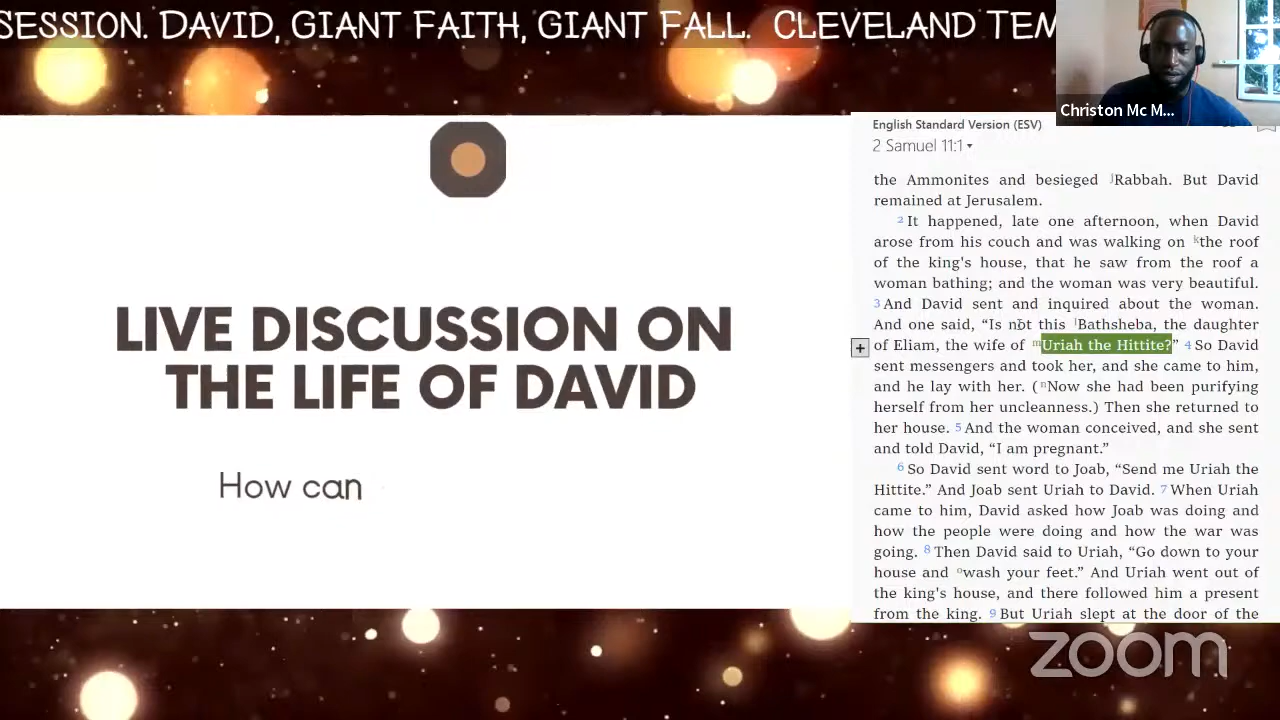 SESSION. DAVID, GIANT FAITH, GIANT FALL. CLEVELAND TEM
Christon Mc M...
LIVE DISCUSSION ON
THE LIFE OF DAVID
How can
English Standard Version (ESV)
2 Samuel 11:1
the Ammonites and besieged jRabbah. But David
remained at Jerusalem.
2 It happened, late one afternoon, when David
arose from his couch and was walking on kthe roof
of the king's house, that he saw from the roof a
woman bathing; and the woman was very beautiful.
3 And David sent and inquired about the woman.
And one said, “Is not this lBathsheba, the daughter
of Eliam, the wife of mUriah the Hittite?” 4 So David
sent messengers and took her, and she came to him,
and he lay with her. (nNow she had been purifying
herself from her uncleanness.) Then she returned to
her house. 5 And the woman conceived, and she sent
and told David, “I am pregnant.”
6 So David sent word to Joab, “Send me Uriah the
Hittite.” And Joab sent Uriah to David. 7 When Uriah
came to him, David asked how Joab was doing and
how the people were doing and how the war was
going. 8 Then David said to Uriah, “Go down to your
house and owash your feet.” And Uriah went out of
the king's house, and there followed him a present
from the king. 9 But Uriah slept at the door of the
zoom